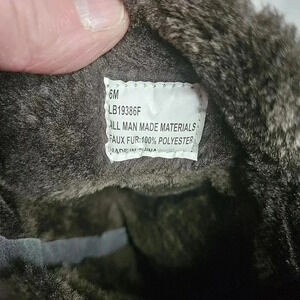 6M
LB19386F
ALL MAN MADE MATERIALS
FAUX FUR:100% POLYESTER
MADE IN CHINA